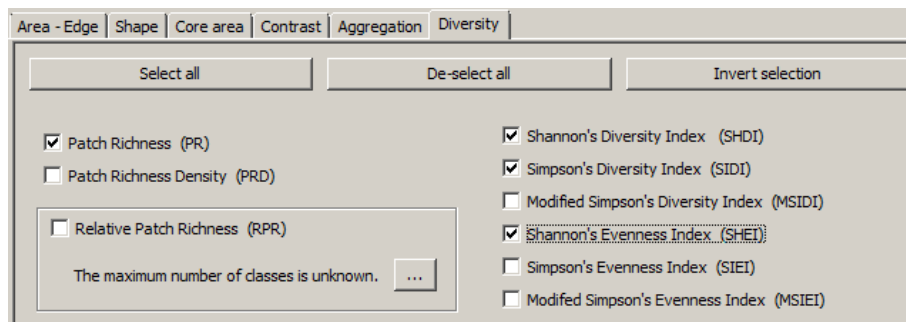 Area - Edge Shape Core area Contrast Aggregation Diversity
Select all De-select all Invert selection
Patch Richness (PR)
Patch Richness Density (PRD)
Relative Patch Richness (RPR)
The maximum number of classes is unknown. ...
Shannon's Diversity Index (SHDI)
Simpson's Diversity Index (SIDI)
Modified Simpson's Diversity Index (MSIDI)
Shannon's Evenness Index (SHEI)
Simpson's Evenness Index (SIEI)
Modifed Simpson's Evenness Index (MSIEI)